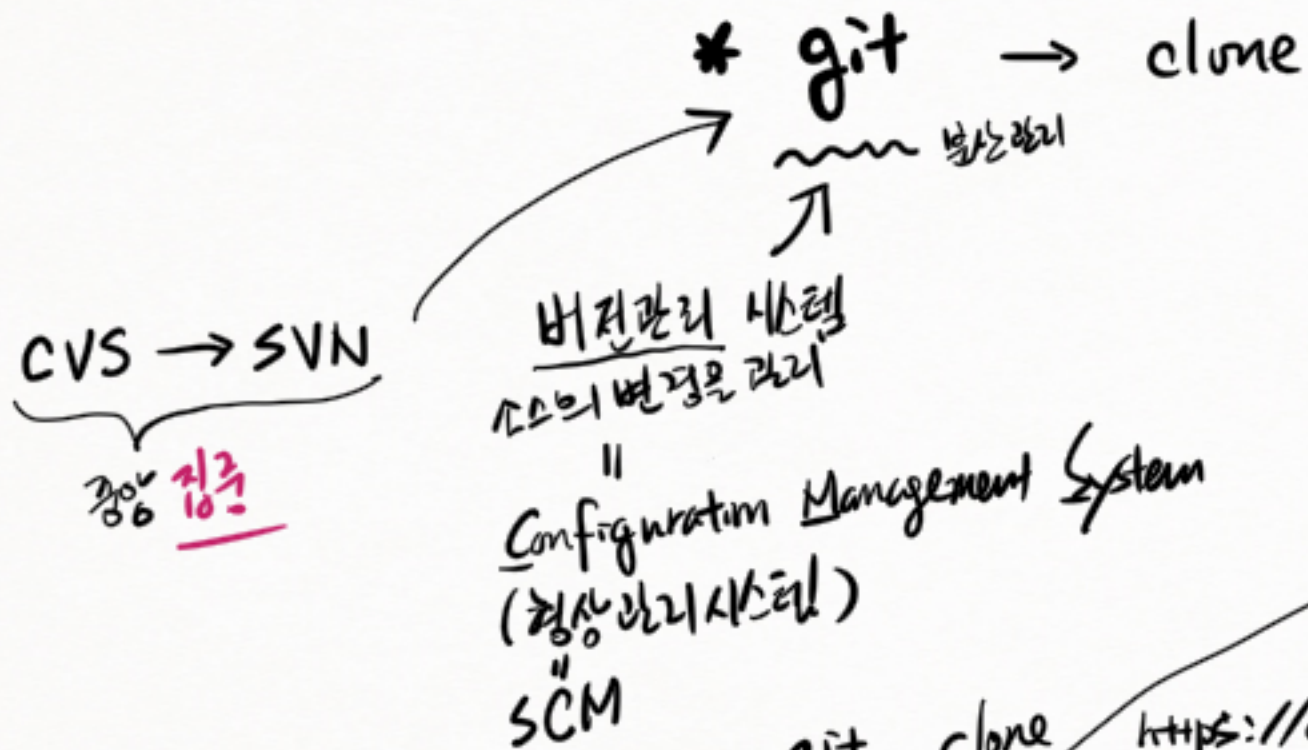 * git → clone
분산관리
버전관리 시스템
CVS → SVN
소스의 변경을 관리
중앙 집중
=
Configuration Management System
(형상관리시스템)
=
SCM
git clone https://